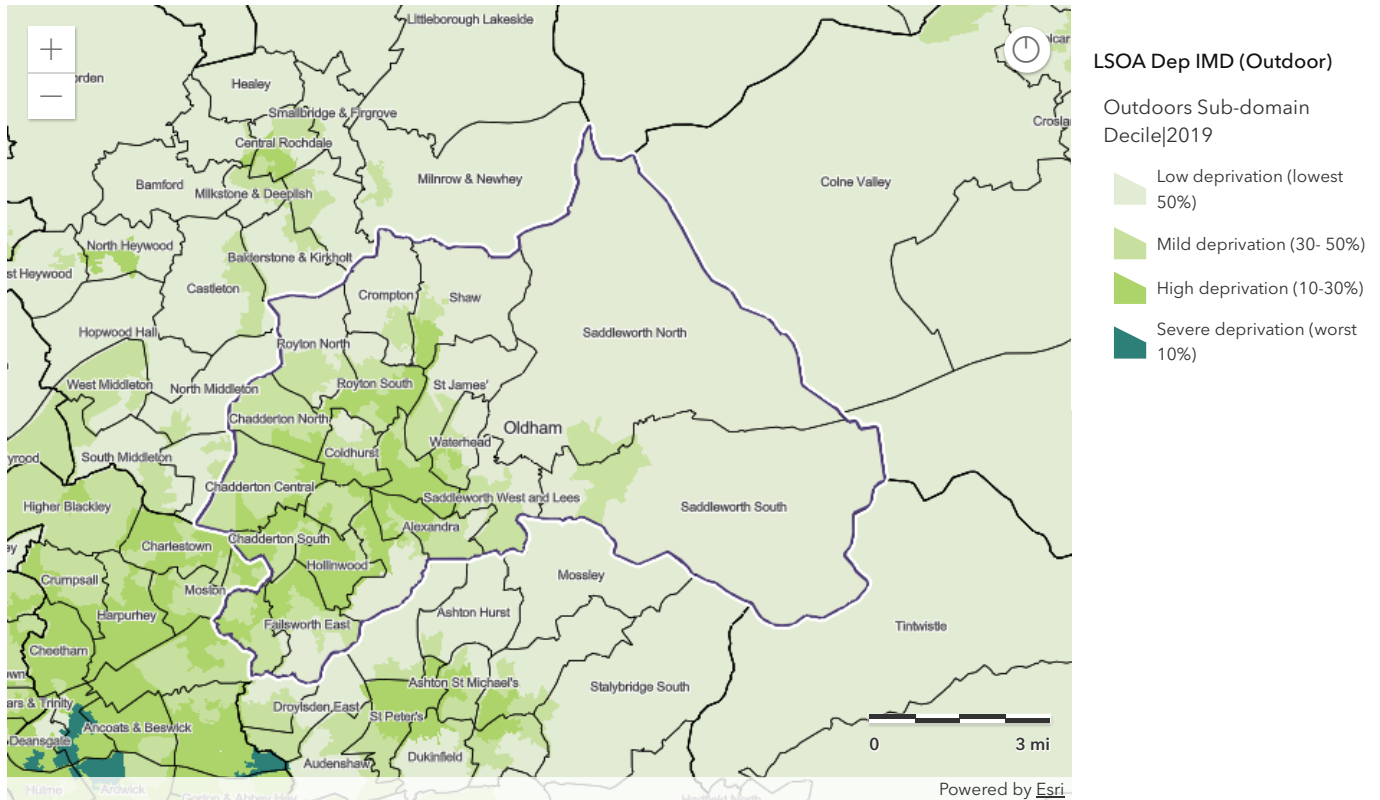 Littleborough Lakeside
Healey
Smallbridge & Firgrove
Central Rochdale
Crosla
Bamford
Milkstone & Deeplish
Milnrow & Newhey
Colne Valley
North Heywood
Balderstone & Kirkholt
st Heywood
Castleton
Crompton
Shaw
Hopwood Hall
Royton North
Saddleworth North
West Middleton
North Middleton
Royton South
St James'
Chadderton North
Oldham
Waterhead
Coldhurst
yrood
South Middleton
Chadderton Central
Saddleworth West and Lees
Higher Blackley
Saddleworth South
Alexandra
Charlestown
Chadderton South
Hollinwood
Crumpsall
Mossley
Moston
Harpurhey
Ashton Hurst
Failsworth East
Tintwistle
Cheetham
Ashton St Michael's
Stalybridge South
ars & Trinity
Droylsden East
St Peter's
Ancoats & Beswick
Deansgate
0 3 mi
Dukinfield
Audenshaw
Hulme
Ardwick
Powered by Esri
LSOA Dep IMD (Outdoor)
Outdoors Sub-domain
Decile|2019
Low deprivation (lowest
50%)
Mild deprivation (30- 50%)
High deprivation (10-30%)
Severe deprivation (worst
10%)